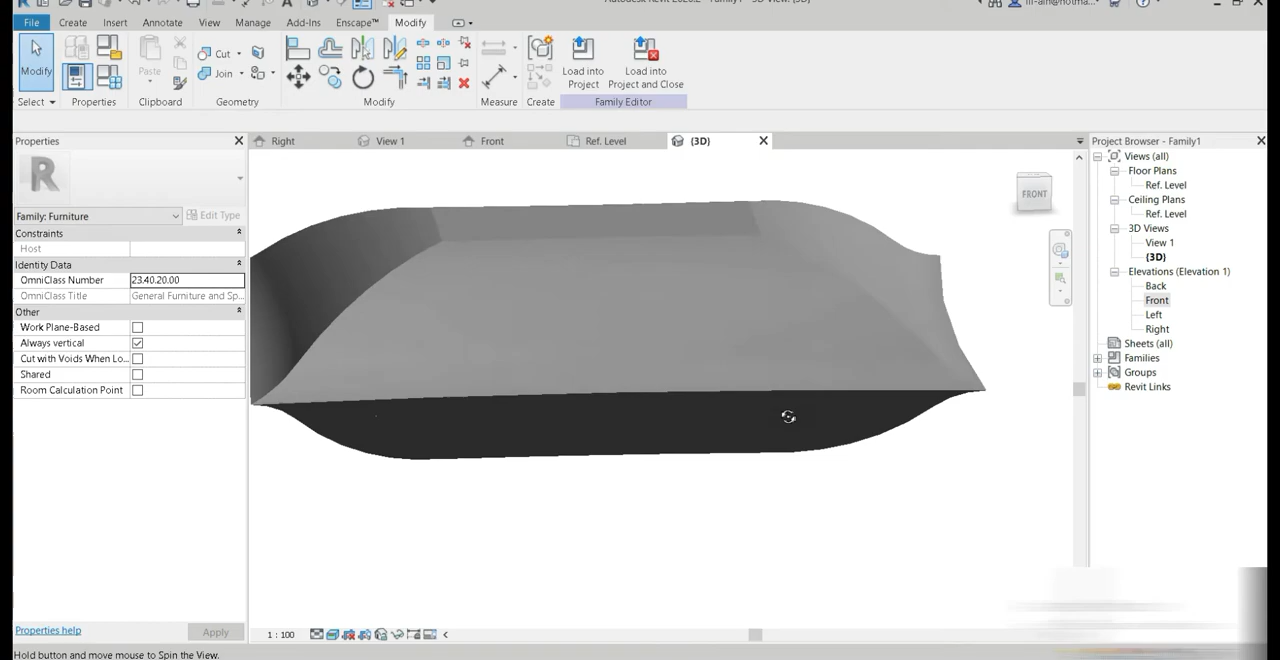 File Create Insert Annotate View Manage Add-Ins Enscape™ Modify
Modify
Paste
Cut
Join
Load into Project
Load into Project and Close
Select Properties Clipboard Geometry Modify Measure Create Family Editor
Properties
Right View 1 Front Ref. Level (3D)
Project Browser - Family1
R
Family: Furniture
Edit Type
Constraints
Host
Identity Data
OmniClass Number 23.40.20.00
OmniClass Title General Furniture and Sp...
Other
Work Plane-Based
Always vertical
Cut with Voids When Lo...
Shared
Room Calculation Point
FRONT
Views (all)
Floor Plans
Ref. Level
Ceiling Plans
Ref. Level
3D Views
View 1
(3D)
Elevations (Elevation 1)
Back
Front
Left
Right
Sheets (all)
Families
Groups
Revit Links
Properties help
Apply
1 : 100
Hold button and move mouse to Spin the View.